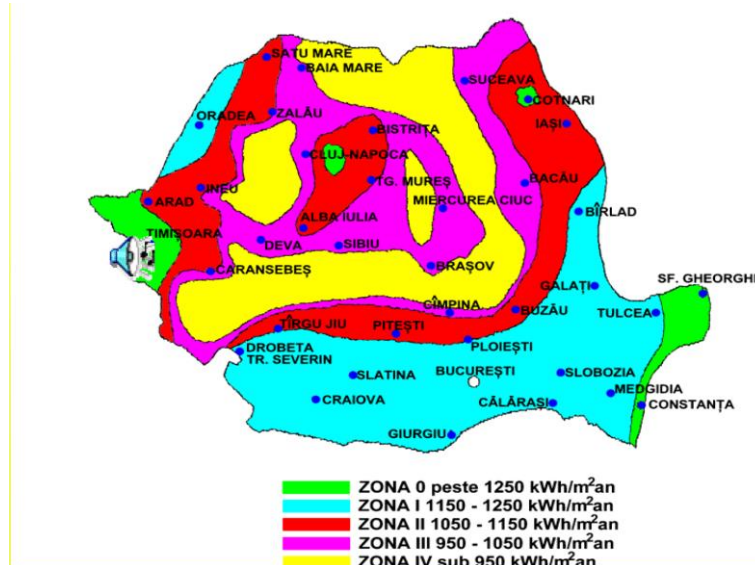 SATU MARE
BAIA MARE
SUCEAVA
COTNARI
ORADEA
ZALĂU
BISTRIȚA
IAȘI
CLUJ-NAPOCA
TG. MUREȘ
BACĂU
INEU
ARAD
MIERCUREA CIUC
BÎRLAD
TIMIȘOARA
ALBA IULIA
DEVA
SIBIU
CARANSEBEȘ
BRAȘOV
SF. GHEORGHE
GALAȚI
TULCEA
CÎMPINA
BUZĂU
TÎRGU JIU
PITEȘTI
PLOIEȘTI
DROBETA
TR. SEVERIN
BUCUREȘTI
SLATINA
SLOBOZIA
MEDGIDIA
CRAIOVA
CĂLĂRAȘI
CONSTANȚA
GIURGIU
ZONA 0 peste 1250 kWh/m²an
ZONA I 1150 - 1250 kWh/m²an
ZONA II 1050 - 1150 kWh/m²an
ZONA III 950 - 1050 kWh/m²an
ZONA IV sub 950 kWh/m²an